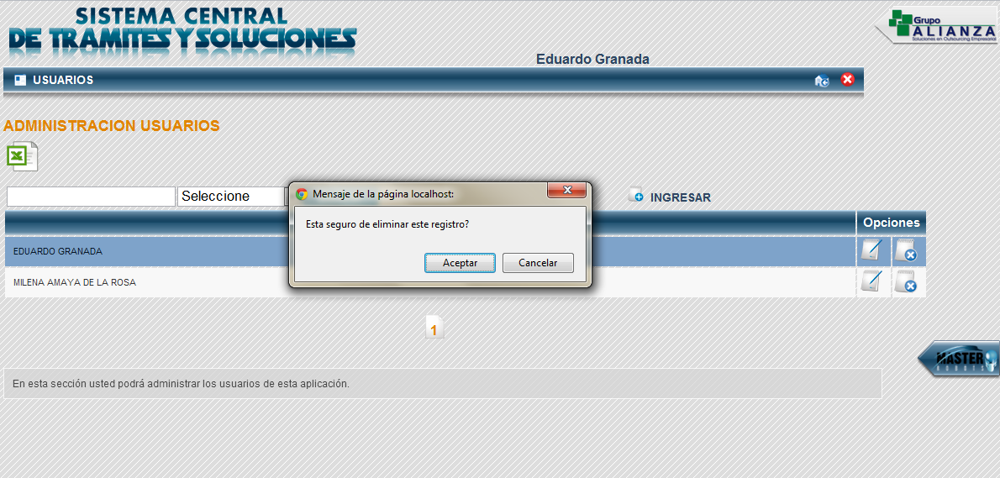 SISTEMA CENTRAL
DE TRAMITES Y SOLUCIONES
Grupo
ALIANZA
Soluciones en Outsourcing Empresarial
Eduardo Granada
USUARIOS
ADMINISTRACION USUARIOS
Seleccione
INGRESAR
Mensaje de la página localhost:
Esta seguro de eliminar este registro?
Aceptar
Cancelar
Opciones
EDUARDO GRANADA
MILENA AMAYA DE LA ROSA
1
MASTER
ROBOTS
En esta sección usted podrá administrar los usuarios de esta aplicación.